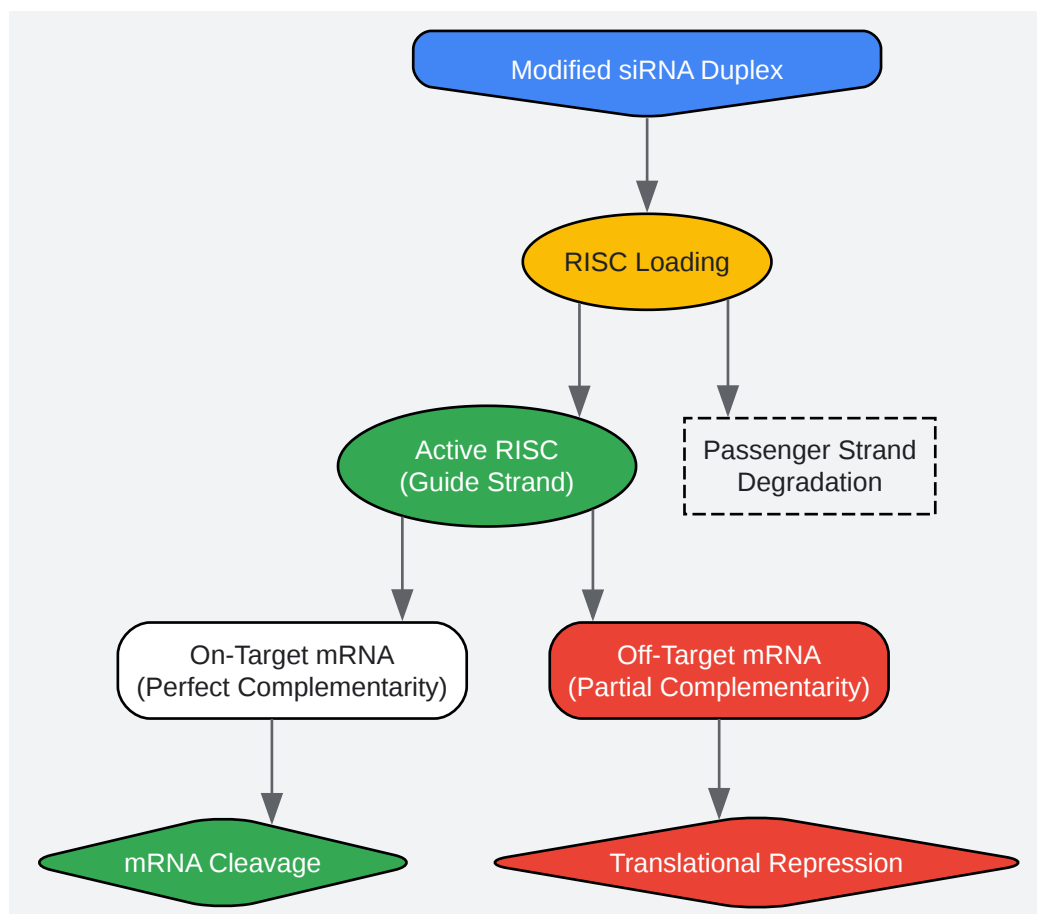 Modified siRNA Duplex
RISC Loading
Active RISC
(Guide Strand)
Passenger Strand
Degradation
On-Target mRNA
(Perfect Complementarity)
Off-Target mRNA
(Partial Complementarity)
mRNA Cleavage
Translational Repression